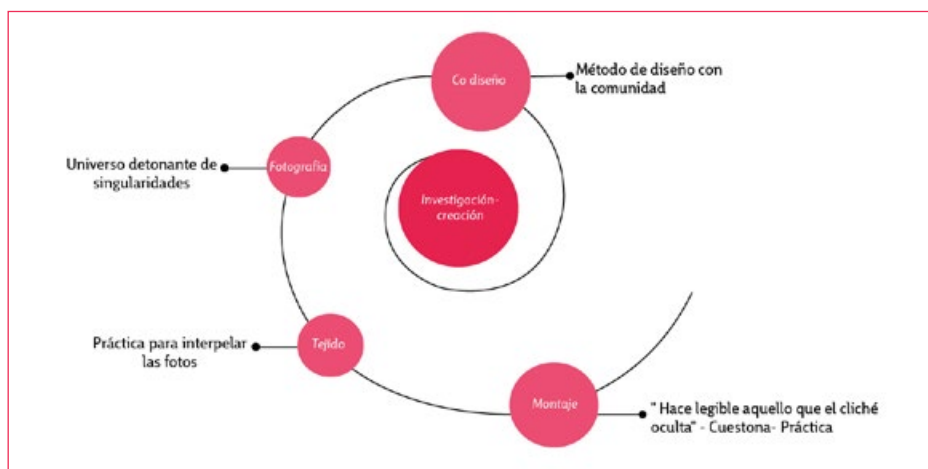 Co diseño
Método de diseño con
la comunidad
Fotografía
Universo detonante de
singularidades
Investigación-
creación
Tejido
Práctica para interpelar
las fotos
Montaje
" Hace legible aquello que el cliché
oculta" - Cuestona- Práctica